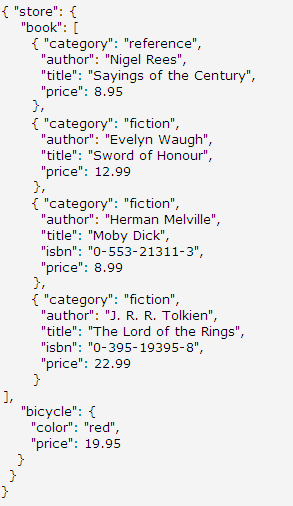 { "store": {
"book": [
{ "category": "reference",
"author": "Nigel Rees",
"title": "Sayings of the Century",
"price": 8.95
},
{ "category": "fiction",
"author": "Evelyn Waugh",
"title": "Sword of Honour",
"price": 12.99
},
{ "category": "fiction",
"author": "Herman Melville",
"title": "Moby Dick",
"isbn": "0-553-21311-3",
"price": 8.99
},
{ "category": "fiction",
"author": "J. R. R. Tolkien",
"title": "The Lord of the Rings",
"isbn": "0-395-19395-8",
"price": 22.99
}
],
"bicycle": {
"color": "red",
"price": 19.95
}
}
}